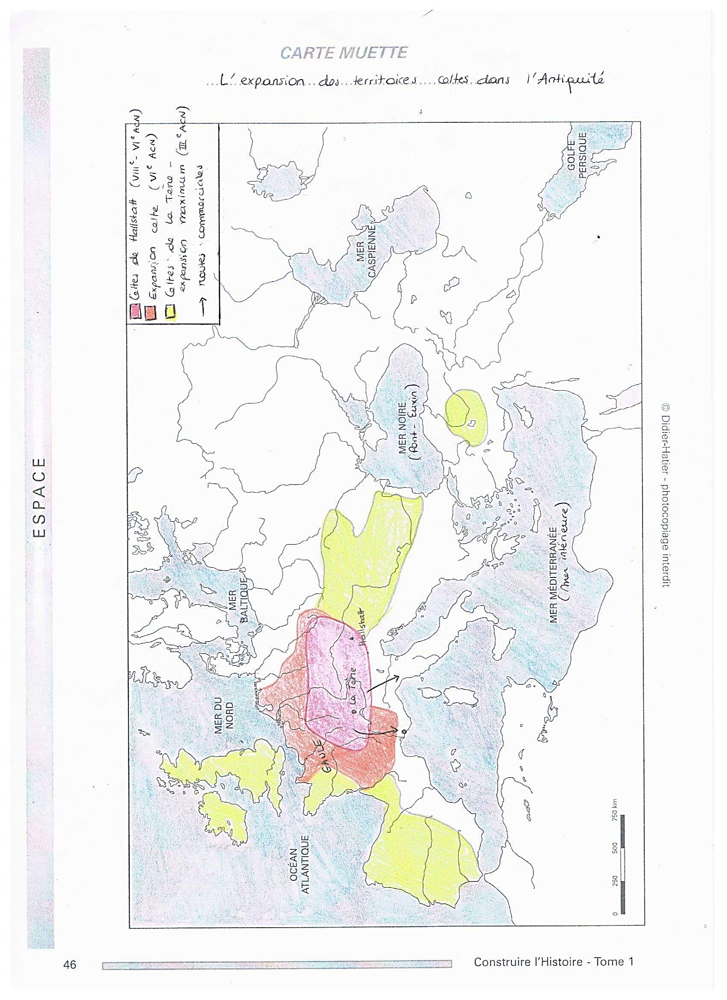 CARTE MUETTE
L'expansion des territoires celtes dans l'Antiquité
ESPACE
Celtes de Hallstatt (VIIIe - VIe ACN)
Expansion celte (VIe ACN)
Celtes de la Tène -
expansion maximum (IIIe ACN)
→ routes commerciales
GOLFE
PERSIQUE
MER
CASPIENNE
MER NOIRE
(Pont-Euxin)
MER
BALTIQUE
MER DU
NORD
Hallstatt
La Tène
GAULE
OCÉAN
ATLANTIQUE
MER MÉDITERRANÉE
(mer intérieure)
0 250 500 750 km
© Didier-Hatier - photocopiage interdit
46
Construire l'Histoire - Tome 1